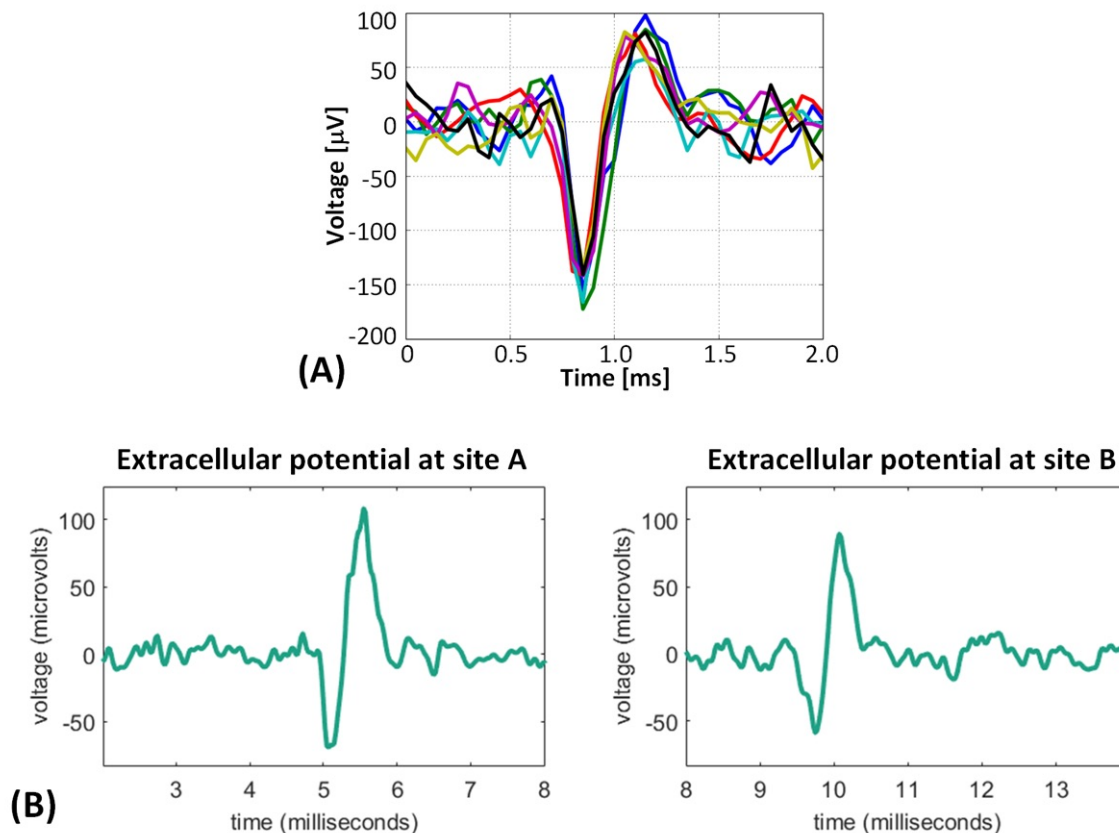 100
50
0
-50
-100
-150
-200
Voltage [µV]
0 0.5 1.0 1.5 2.0
Time [ms]
(A)
Extracellular potential at site A
100
50
0
-50
voltage (microvolts)
3 4 5 6 7 8
time (milliseconds)
Extracellular potential at site B
100
50
0
-50
voltage (microvolts)
8 9 10 11 12 13
time (milliseconds)
(B)